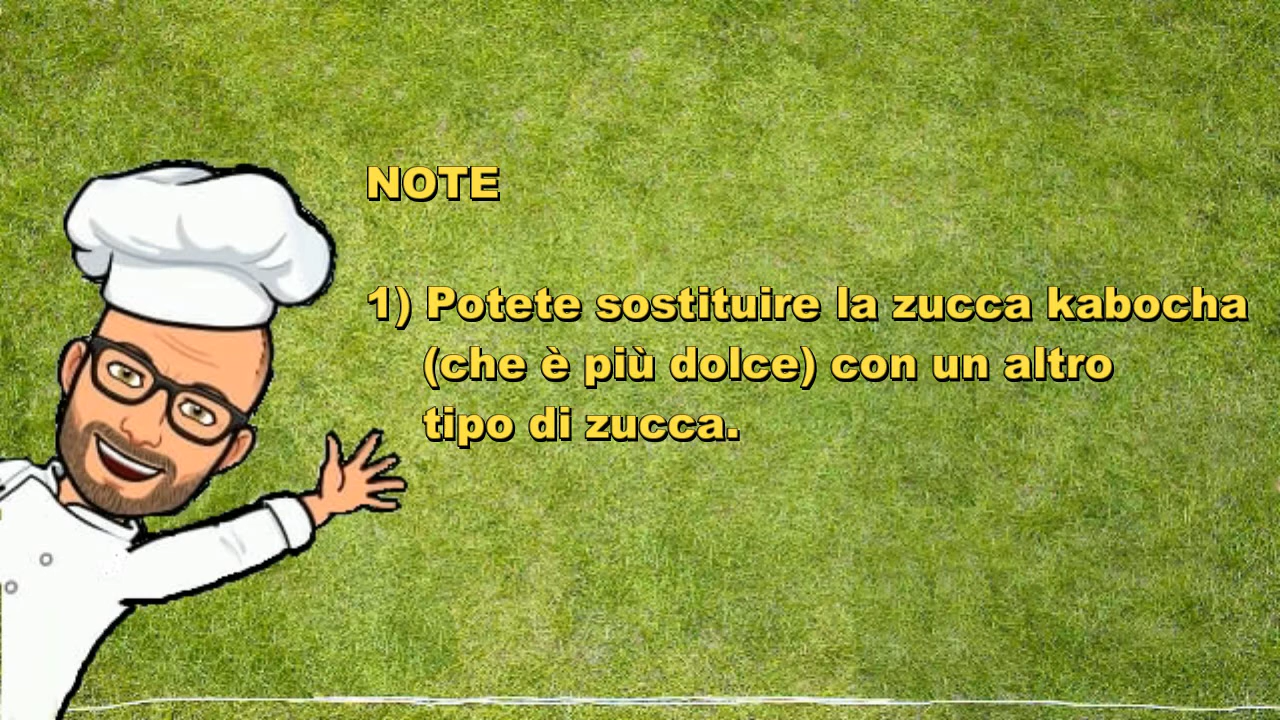 NOTE
1) Potete sostituire la zucca kabocha
(che è più dolce) con un altro
tipo di zucca.